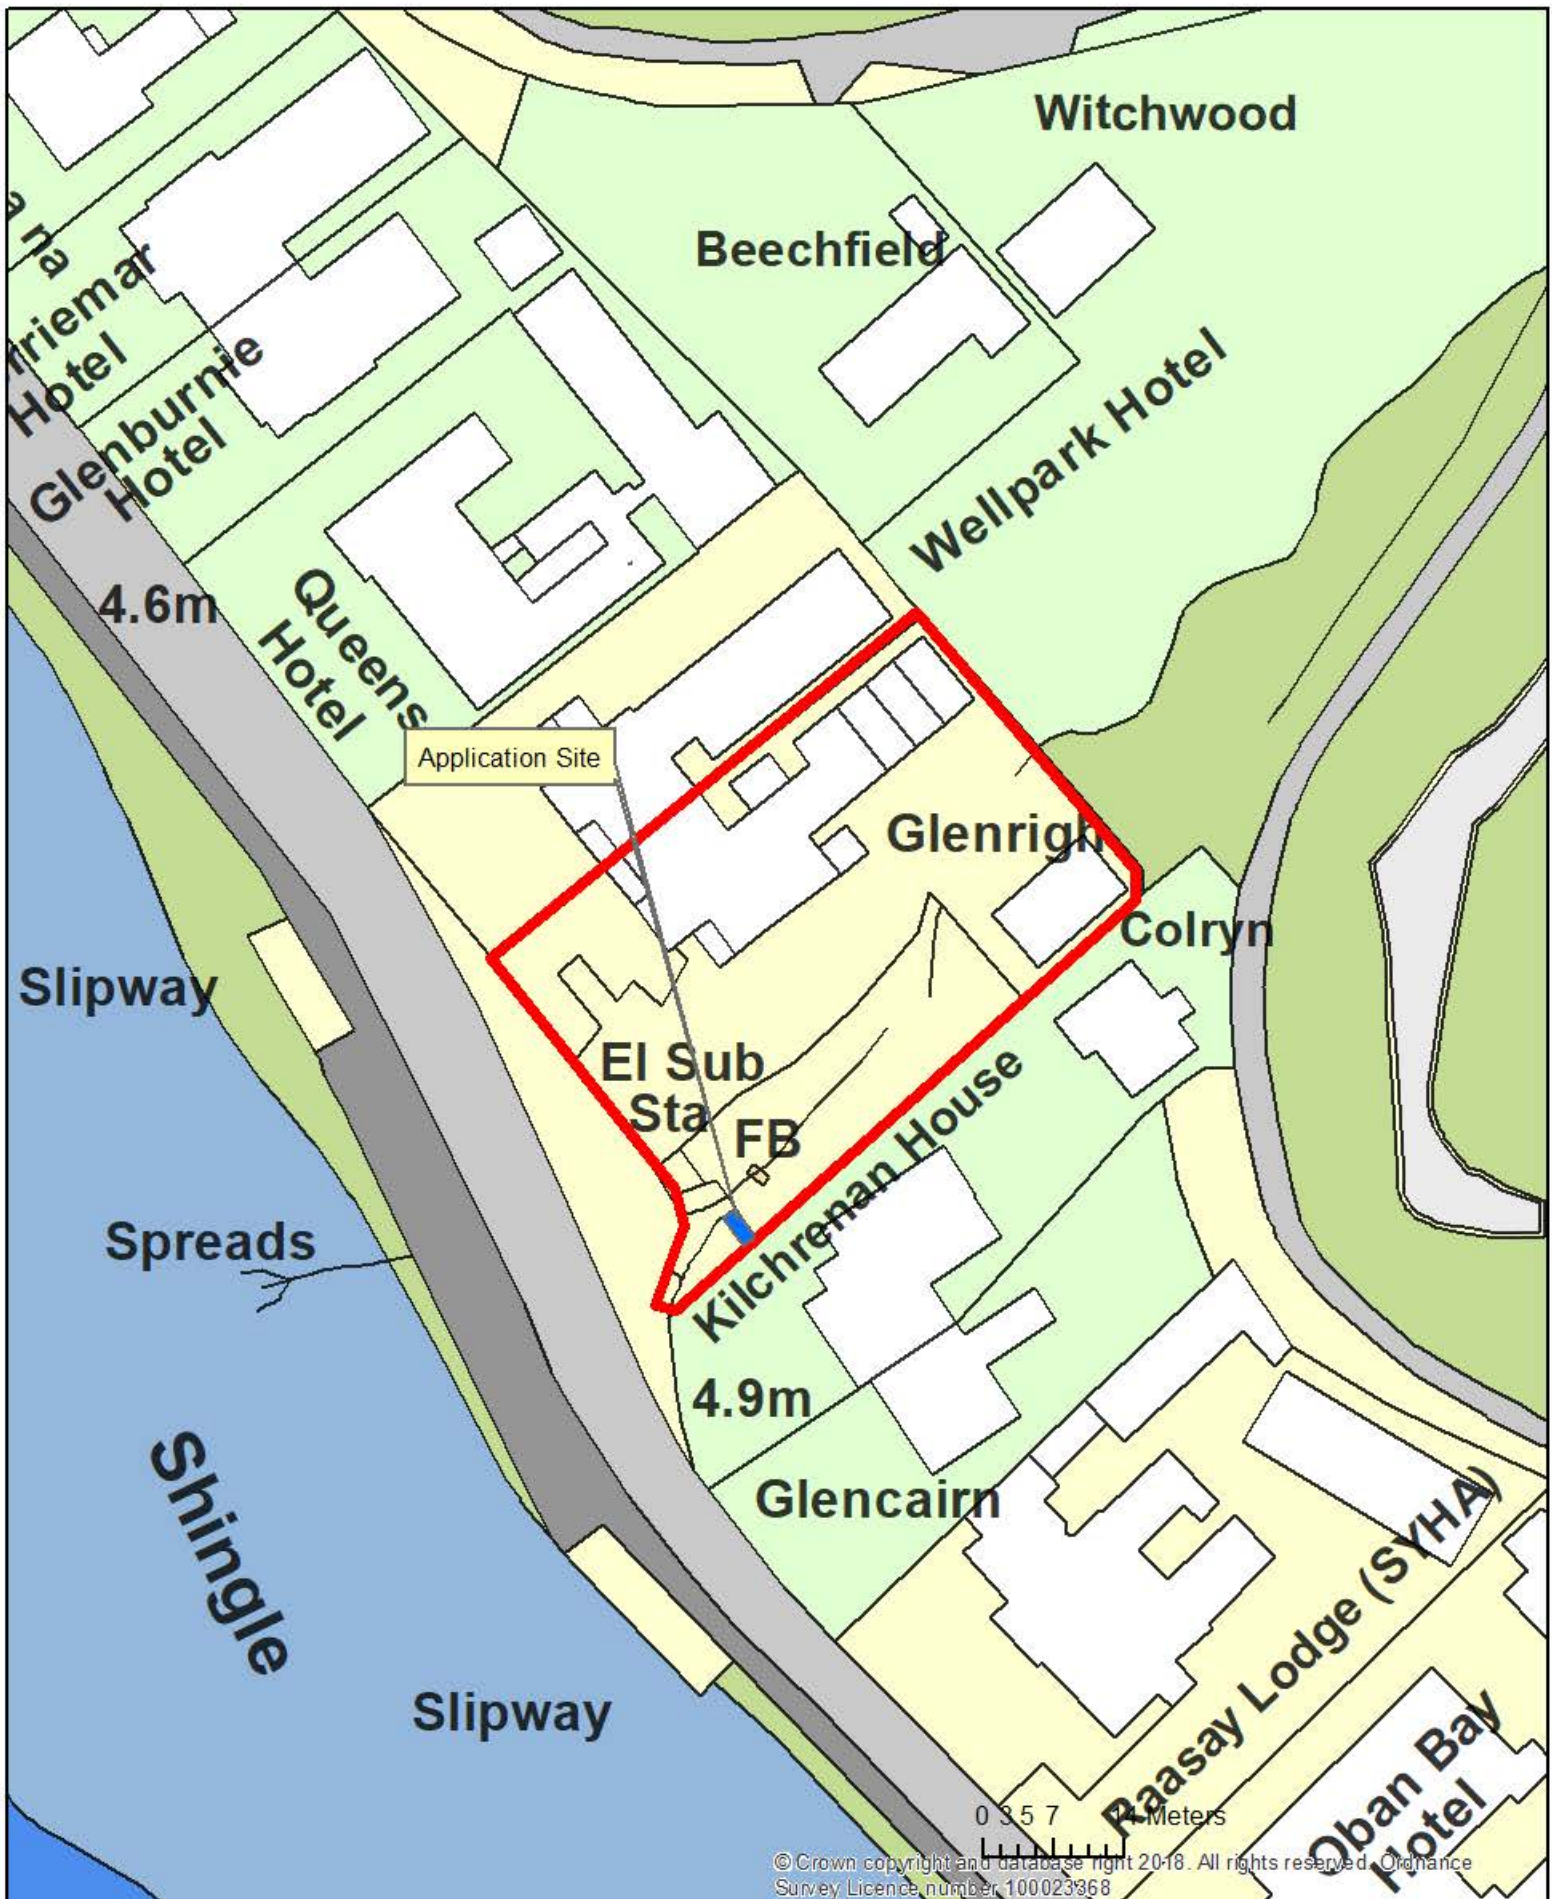 Witchwood
Beechfield
Hotel
Glenburnie
Hotel
Wellpark Hotel
4.6m
Queens
Hotel
Application Site
Glenrigh
Colryn
Slipway
El Sub
Sta
FB
Kilchrenan House
Spreads
4.9m
Glencairn
Shingle
Raasay Lodge (SYHA)
Slipway
Oban Bay
Hotel
0 3.5 7 14 Meters
© Crown copyright and database right 2018. All rights reserved. Ordnance
Survey Licence number 100023368